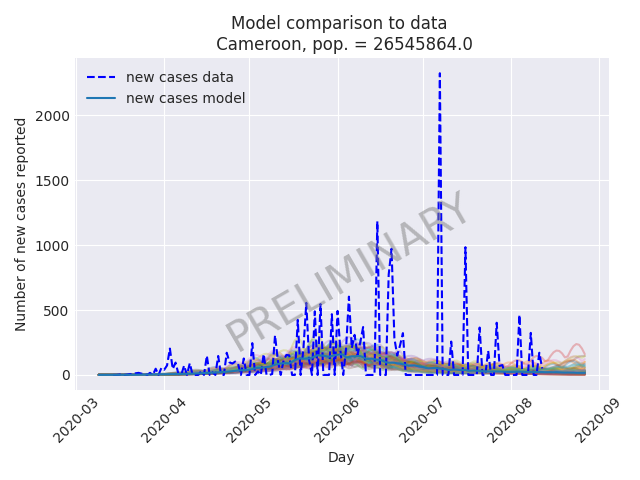 Model comparison to data
Cameroon, pop. = 26545864.0
new cases data
new cases model
Number of new cases reported
2000
1500
1000
500
0
PRELIMINARY
2020-03
2020-04
2020-05
2020-06
2020-07
2020-08
2020-09
Day